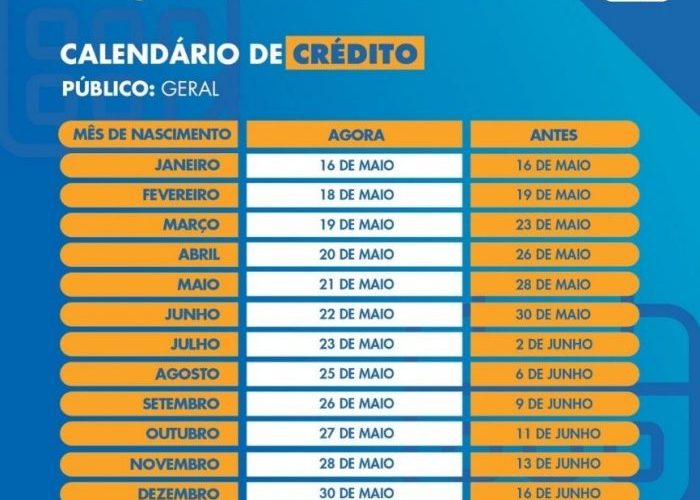 CALENDÁRIO DE CRÉDITO
PÚBLICO: GERAL
MÊS DE NASCIMENTO AGORA ANTES
JANEIRO 16 DE MAIO 16 DE MAIO
FEVEREIRO 18 DE MAIO 19 DE MAIO
MARÇO 19 DE MAIO 23 DE MAIO
ABRIL 20 DE MAIO 26 DE MAIO
MAIO 21 DE MAIO 28 DE MAIO
JUNHO 22 DE MAIO 30 DE MAIO
JULHO 23 DE MAIO 2 DE JUNHO
AGOSTO 25 DE MAIO 6 DE JUNHO
SETEMBRO 26 DE MAIO 9 DE JUNHO
OUTUBRO 27 DE MAIO 11 DE JUNHO
NOVEMBRO 28 DE MAIO 13 DE JUNHO
DEZEMBRO 30 DE MAIO 16 DE JUNHO